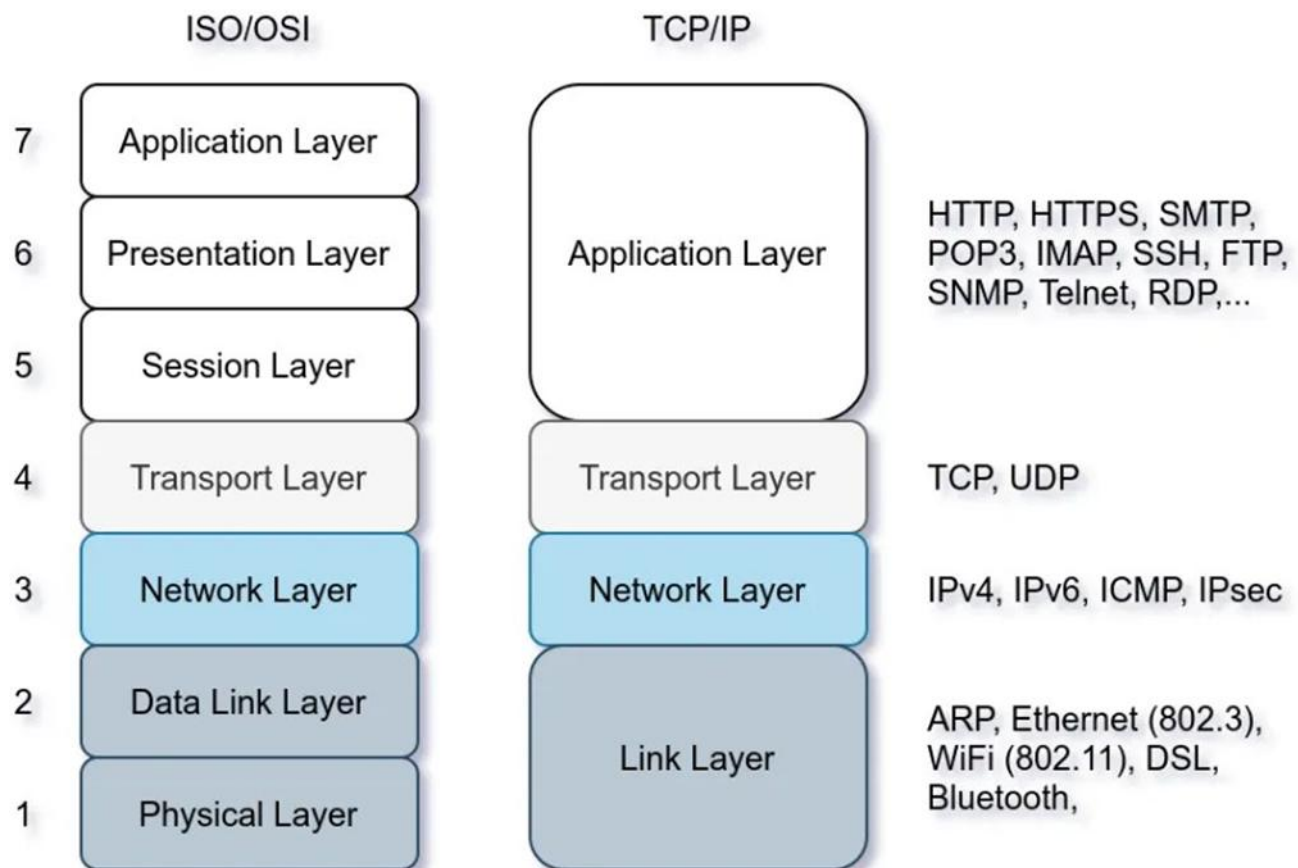 ISO/OSI
TCP/IP
7
Application Layer
6
Presentation Layer
Application Layer
HTTP, HTTPS, SMTP,
POP3, IMAP, SSH, FTP,
SNMP, Telnet, RDP,...
5
Session Layer
4
Transport Layer
Transport Layer
TCP, UDP
3
Network Layer
Network Layer
IPv4, IPv6, ICMP, IPsec
2
Data Link Layer
Link Layer
ARP, Ethernet (802.3),
WiFi (802.11), DSL,
Bluetooth,
1
Physical Layer